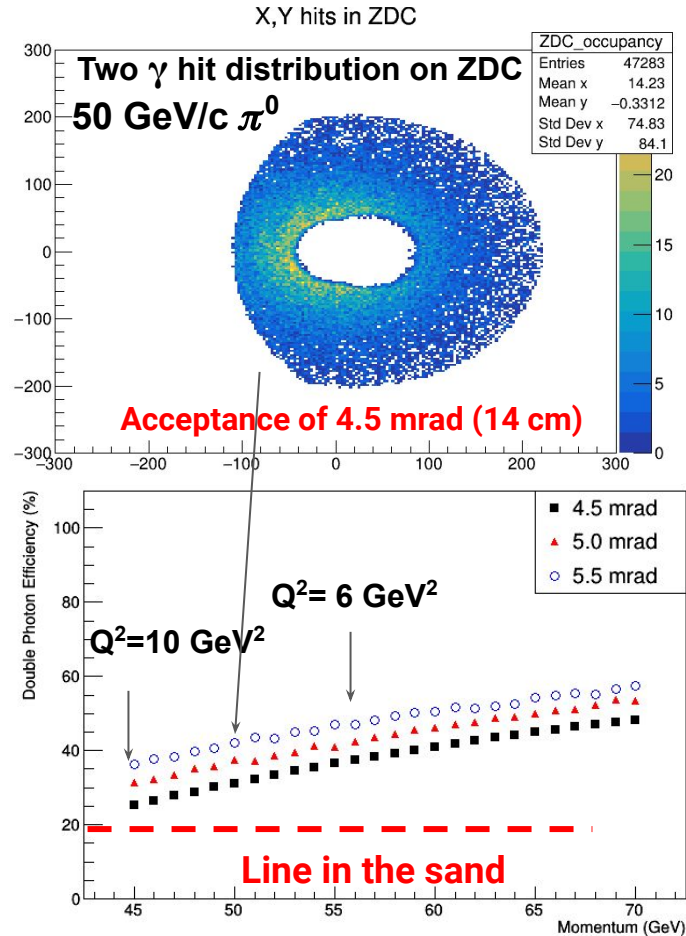 X,Y hits in ZDC
ZDC_occupancy
Entries 47283
Mean x 14.23
Mean y −0.3312
Std Dev x 74.83
Std Dev y 84.1
Two γ hit distribution on ZDC
50 GeV/c π⁰
300
200
100
0
−100
−200
−300
−300 −200 −100 0 100 200 300
20
15
10
5
0
Acceptance of 4.5 mrad (14 cm)
4.5 mrad
5.0 mrad
5.5 mrad
Double Photon Efficiency (%)
100
80
60
40
20
0
Q²= 6 GeV²
Q²=10 GeV²
Line in the sand
45 50 55 60 65 70
Momentum (GeV)